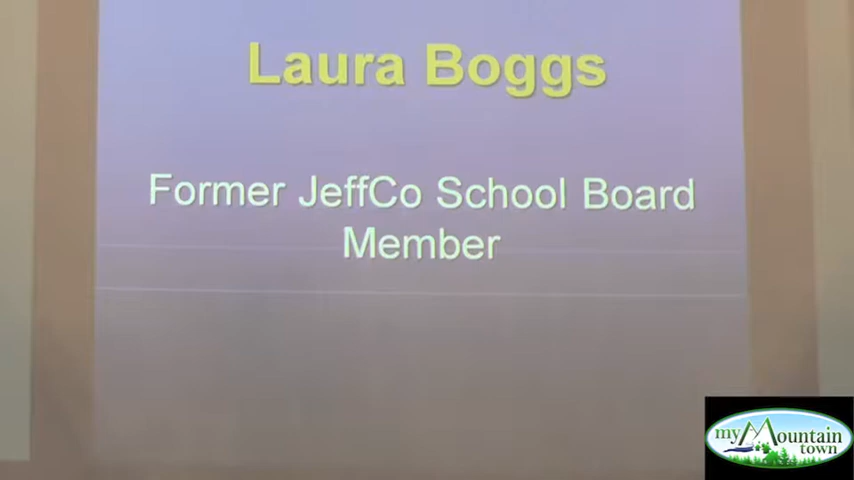 Laura Boggs
Former JeffCo School Board
Member
my Mountain
town